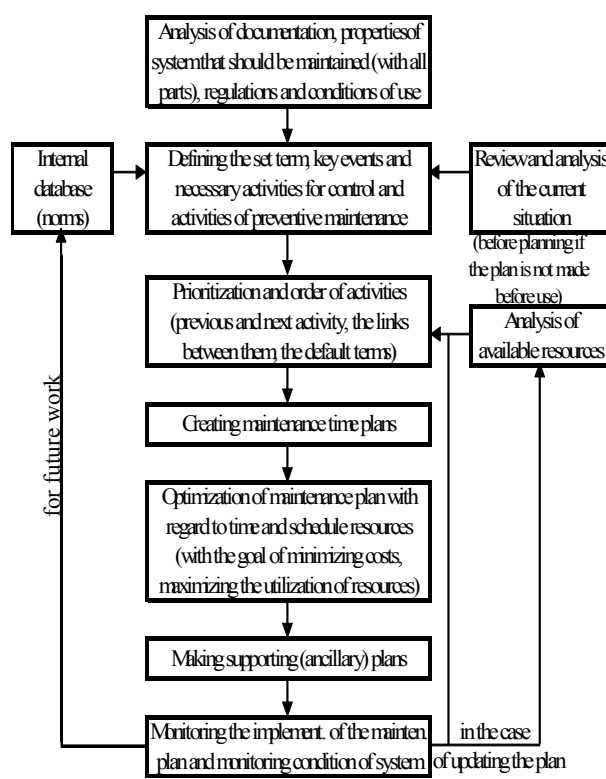 Analysis of documentation, properties of
system that should be maintained (with all
parts), regulations and conditions of use
Internal
database
(norms)
Defining the set term, key events and
necessary activities for control and
activities of preventive maintenance
Review and analysis
of the current
situation
(before planning if
the plan is not made
before use)
Prioritization and order of activities
(previous and next activity, the links
between them, the default terms)
Analysis of
available resources
Creating maintenance time plans
for future work
Optimization of maintenance plan with
regard to time and schedule resources
(with the goal of minimizing costs,
maximizing the utilization of resources)
Making supporting (ancillary) plans
Monitoring the implement. of the mainten.
plan and monitoring condition of system
in the case
of updating the plan